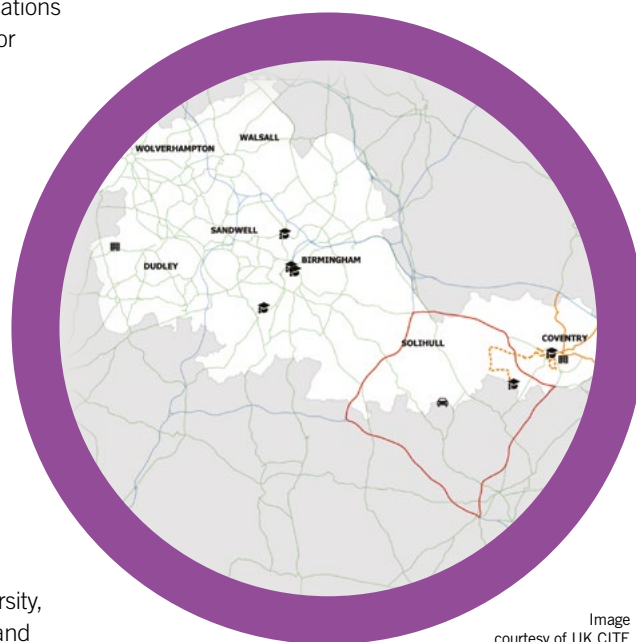 ations
or
WALSALL
WOLVERHAMPTON
SANDWELL
BIRMINGHAM
DUDLEY
SOLIHULL
COVENTRY
rsity,
and
Image
courtesy of UK CITE